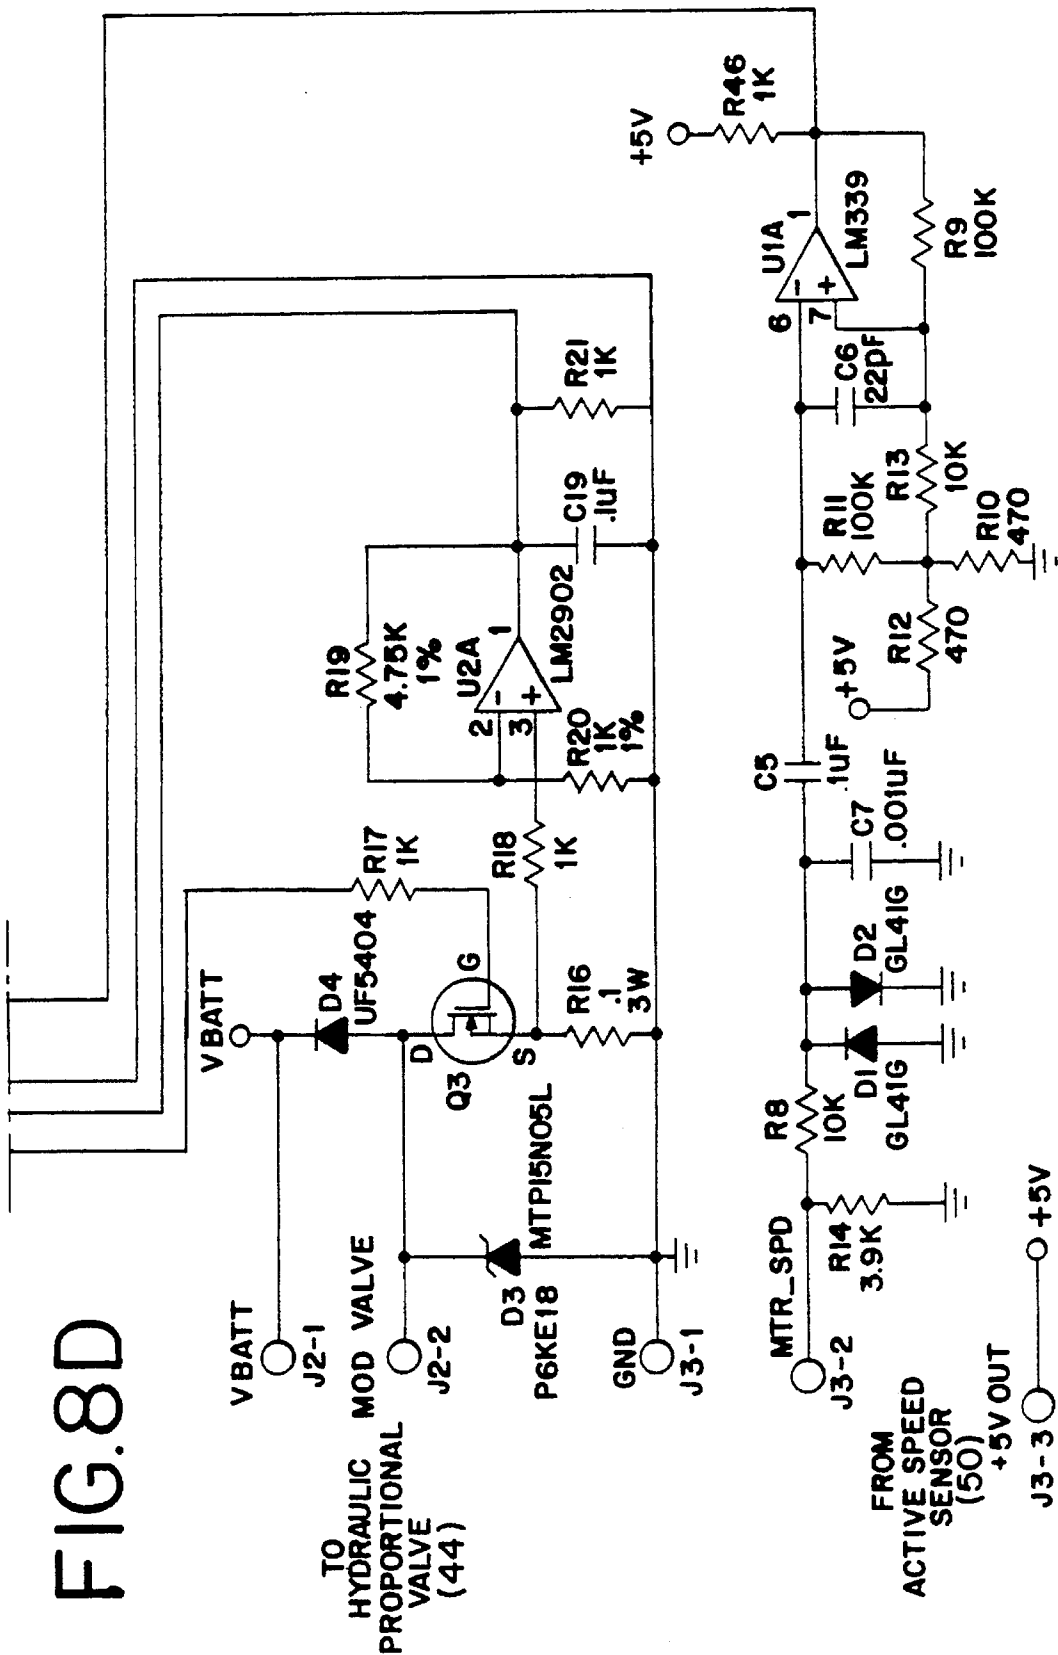 FIG.8D
VBATT
J2-1
VBATT
D4
UF5404
R17
1K
TO
HYDRAULIC
PROPORTIONAL
VALVE
(44)
MOD VALVE
J2-2
D
G
S
Q3
MTP15N05L
D3
P6KE18
R16
.1
3W
R18
1K
R19
4.75K
1%
U2A
2
3
1
-
+
LM2902
R20
1K
1%
C19
.1uF
R21
1K
GND
J3-1
FROM
ACTIVE SPEED
SENSOR
(50)
MTR_SPD
J3-2
R14
3.9K
R8
10K
D1
GL41G
D2
GL41G
C7
.001uF
C5
.1uF
+5V
R12
470
R11
100K
R10
470
R13
10K
C6
22pF
6
7
-
+
U1A
1
LM339
R9
100K
+5V
R46
1K
+5V OUT
J3-3
+5V